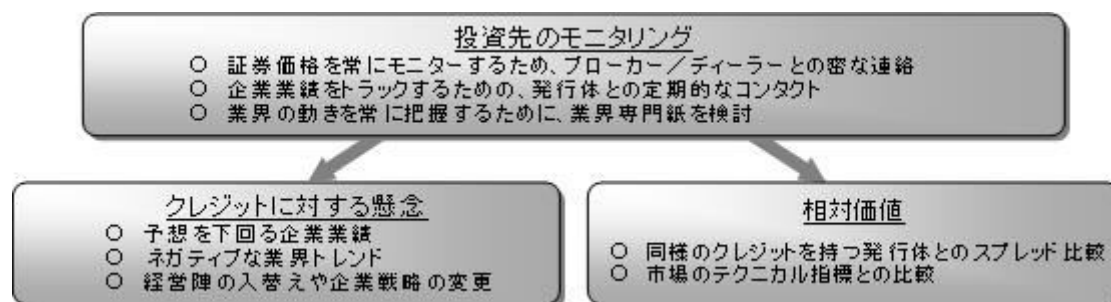 投資先のモニタリング
○ 証券価格を常にモニターするため、ブローカー／ディーラーとの密な連絡
○ 企業業績をトラックするための、発行体との定期的なコンタクト
○ 業界の動きを常に把握するために、業界専門紙を検討
クレジットに対する懸念
○ 予想を下回る企業業績
○ ネガティブな業界トレンド
○ 経営陣の入替えや企業戦略の変更
相対価値
○ 同様のクレジットを持つ発行体とのスプレッド比較
○ 市場のテクニカル指標との比較